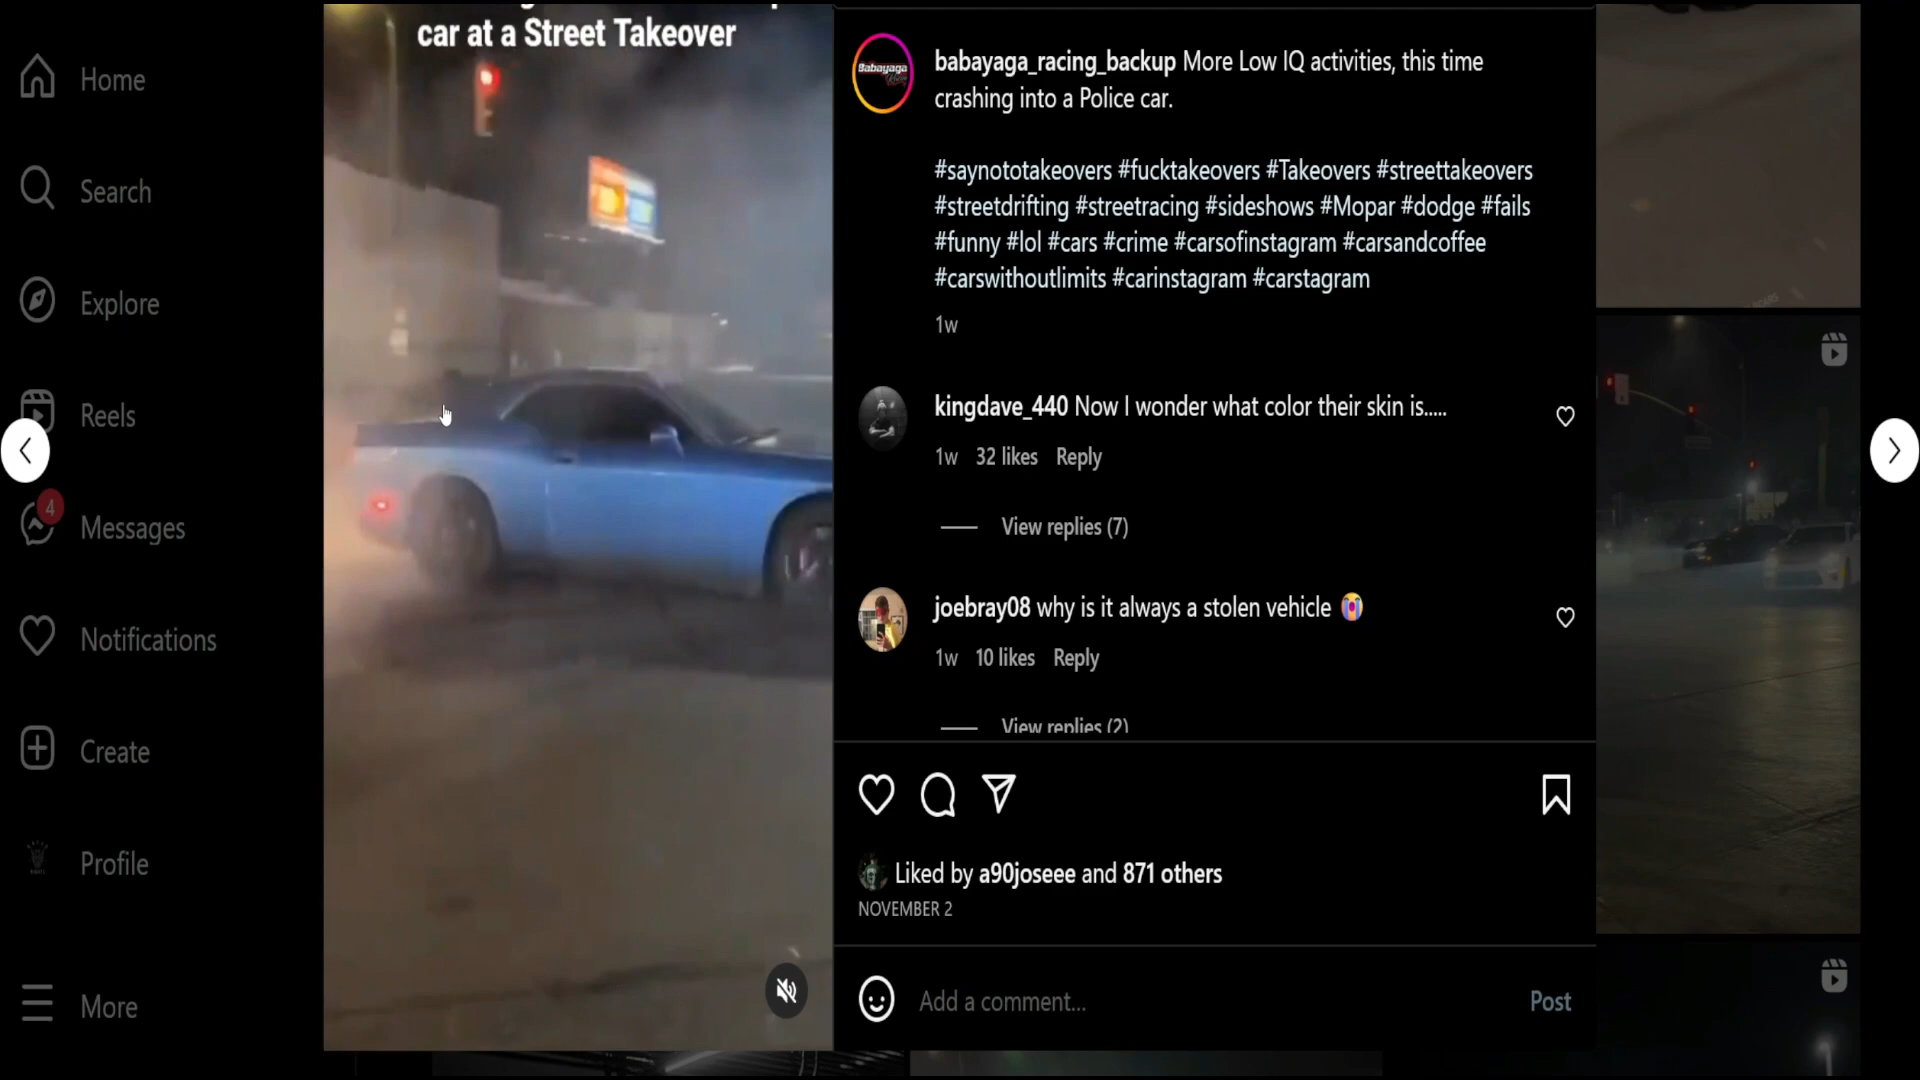 Home
Search
Explore
Reels
4
Messages
Notifications
Create
Profile
More
car at a Street Takeover
Babayaga
babayaga_racing_backup More Low IQ activities, this time
crashing into a Police car.
#saynototakeovers #fucktakeovers #Takeovers #streettakeovers
#streetdrifting #streetracing #sideshows #Mopar #dodge #fails
#funny #lol #cars #crime #carsofinstagram #carsandcoffee
#carswithoutlimits #carinstagram #carstagram
1w
kingdave_440 Now I wonder what color their skin is.....
1w 32 likes Reply
View replies (7)
joebray08 why is it always a stolen vehicle 😭
1w 10 likes Reply
View replies (2)
Liked by a90joseee and 871 others
NOVEMBER 2
Add a comment...
Post